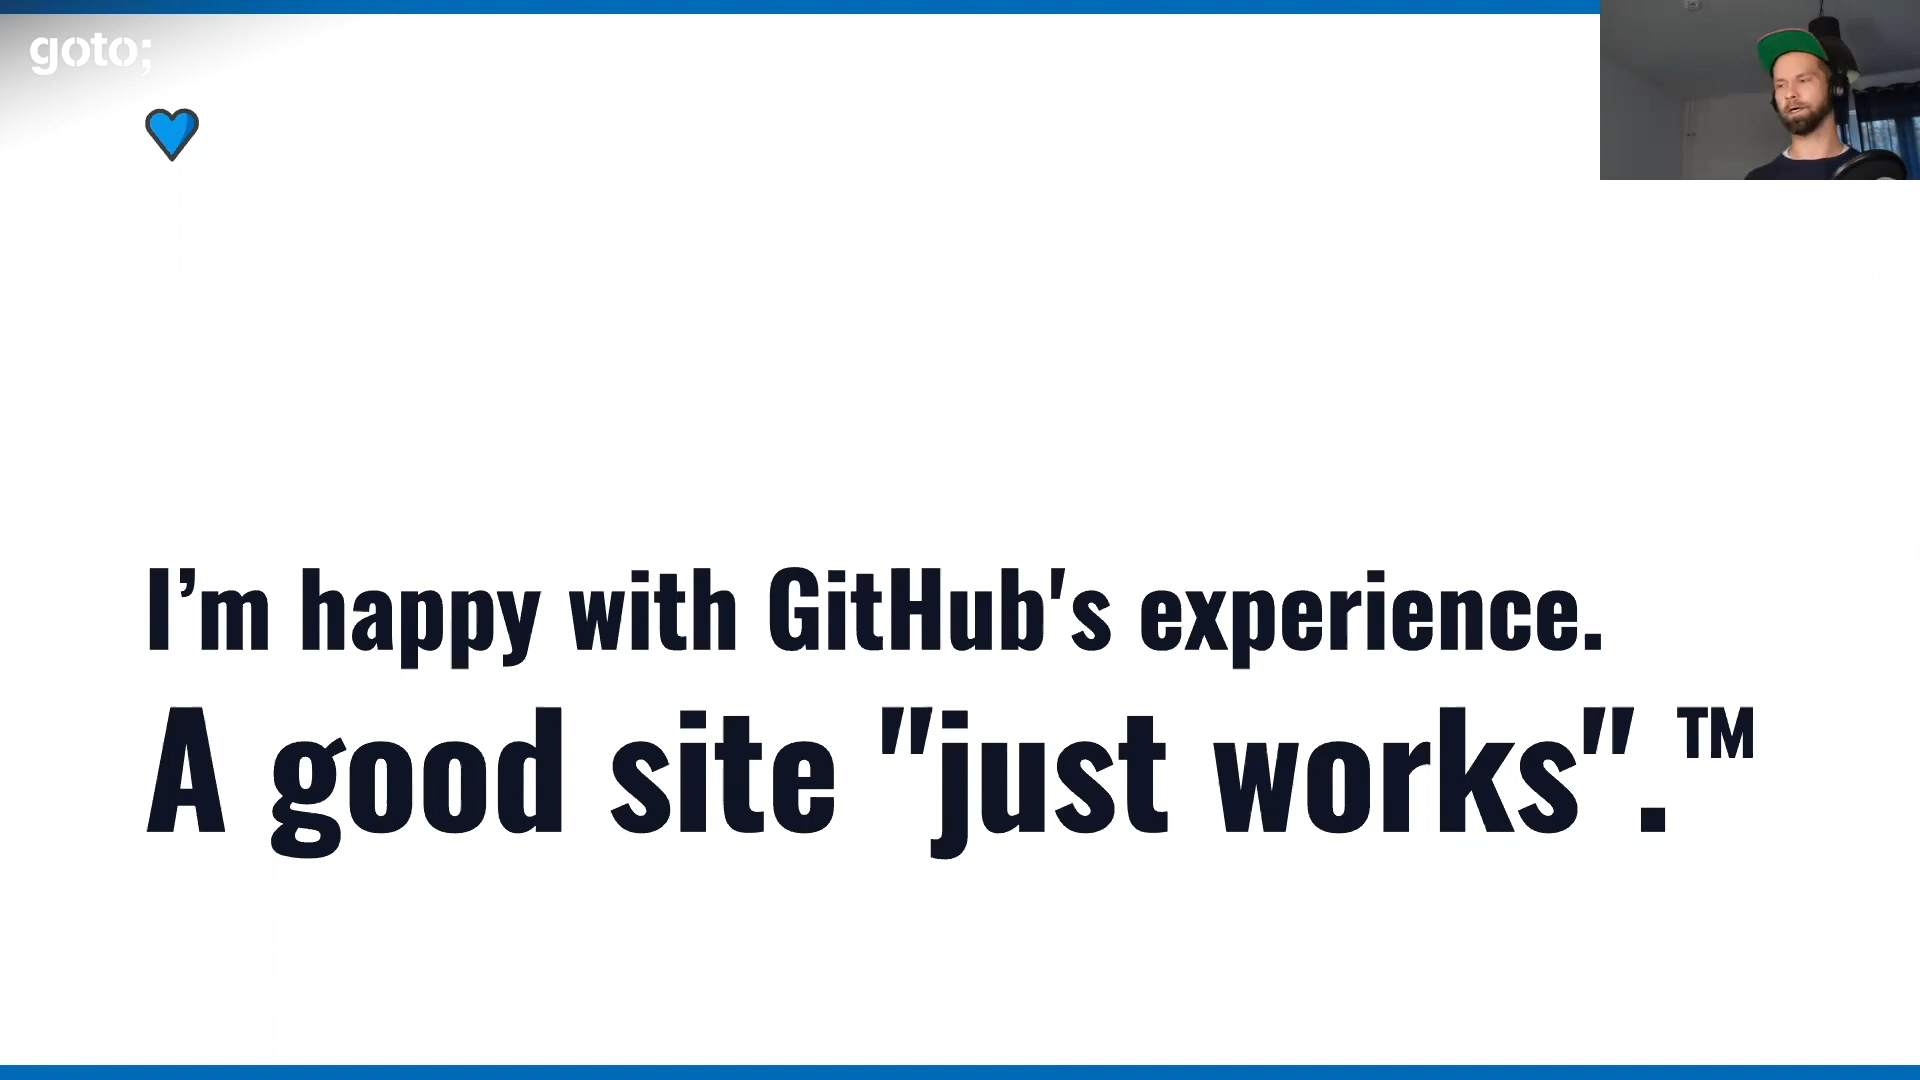 goto;
I’m happy with GitHub's experience.
A good site "just works".™